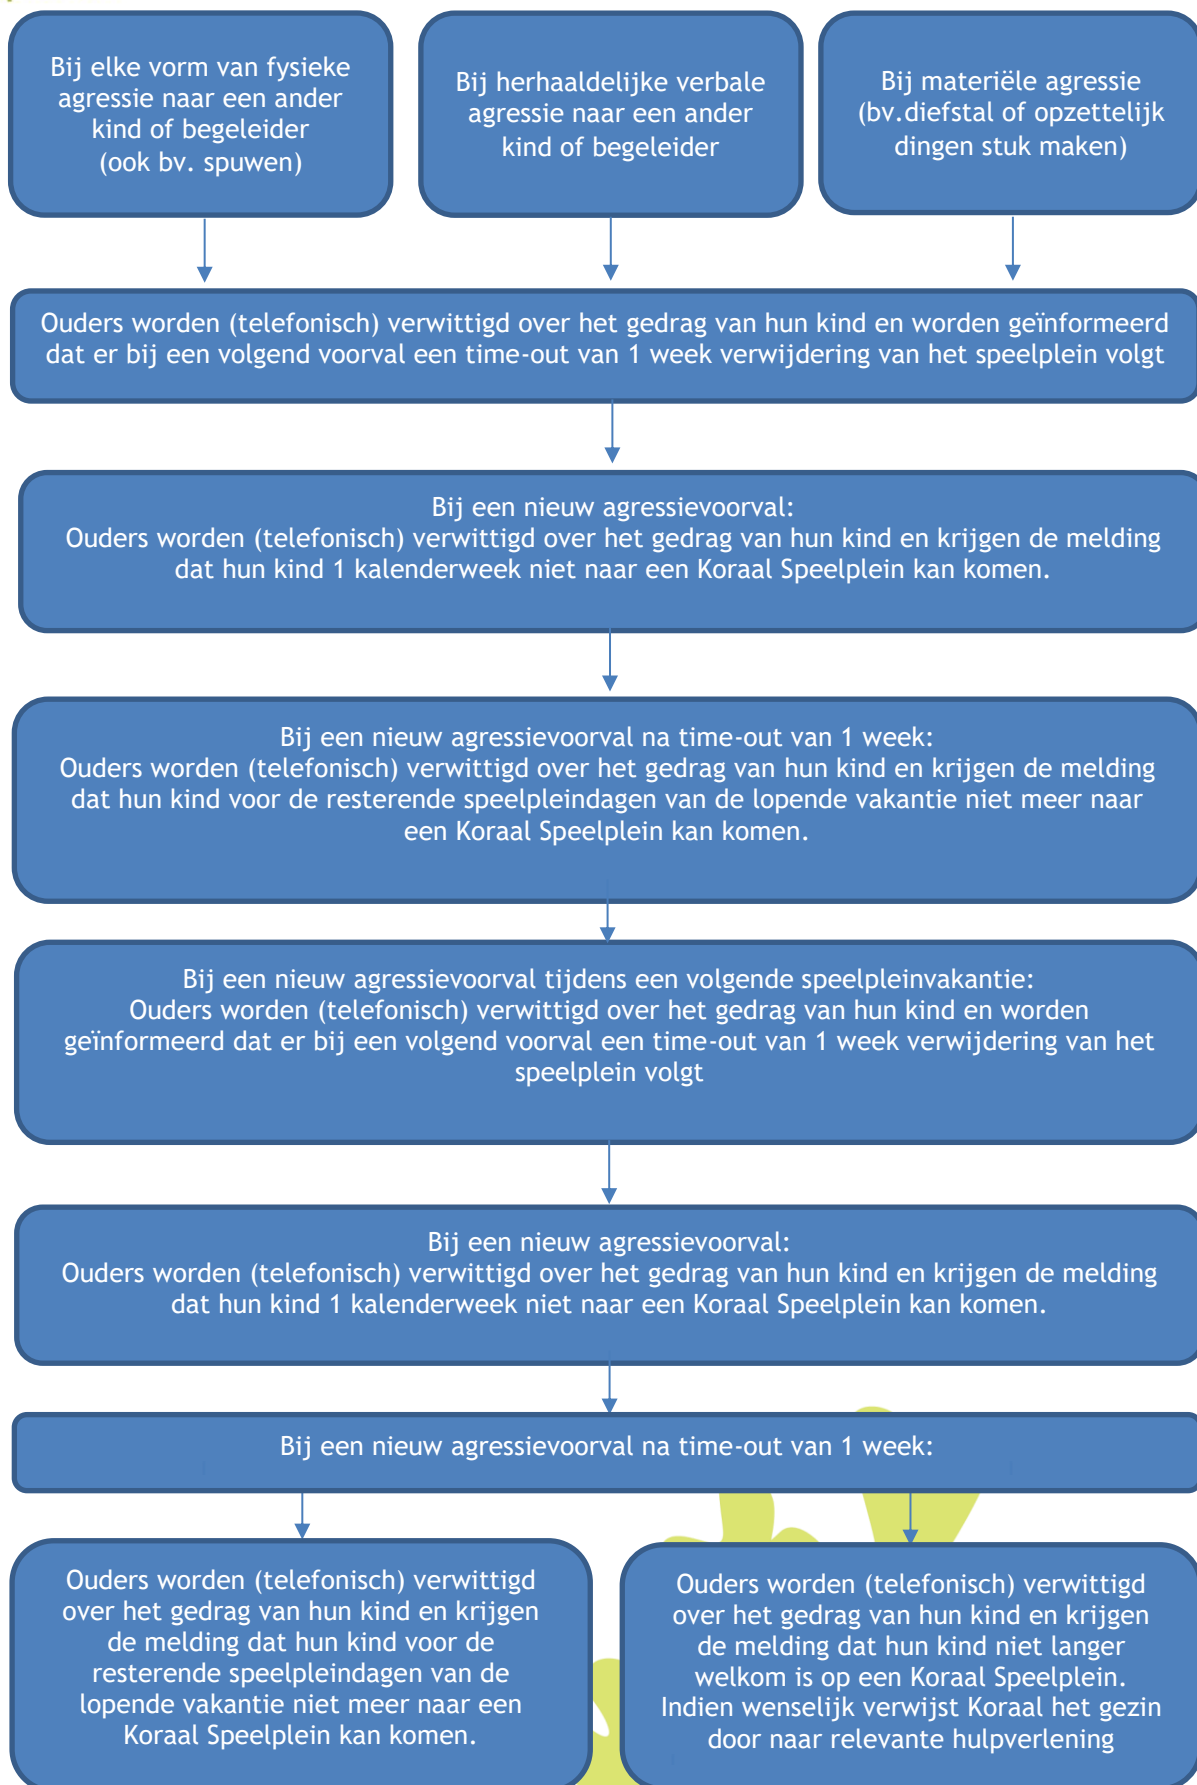 Bij elke vorm van fysieke
agressie naar een ander
kind of begeleider
(ook bv. spuwen)
Bij herhaaldelijke verbale
agressie naar een ander
kind of begeleider
Bij materiële agressie
(bv.diefstal of opzettelijk
dingen stuk maken)
Ouders worden (telefonisch) verwittigd over het gedrag van hun kind en worden geïnformeerd
dat er bij een volgend voorval een time-out van 1 week verwijdering van het speelplein volgt
Bij een nieuw agressievoorval:
Ouders worden (telefonisch) verwittigd over het gedrag van hun kind en krijgen de melding
dat hun kind 1 kalenderweek niet naar een Koraal Speelplein kan komen.
Bij een nieuw agressievoorval na time-out van 1 week:
Ouders worden (telefonisch) verwittigd over het gedrag van hun kind en krijgen de melding
dat hun kind voor de resterende speelpleindagen van de lopende vakantie niet meer naar
een Koraal Speelplein kan komen.
Bij een nieuw agressievoorval tijdens een volgende speelpleinvakantie:
Ouders worden (telefonisch) verwittigd over het gedrag van hun kind en worden
geïnformeerd dat er bij een volgend voorval een time-out van 1 week verwijdering van het
speelplein volgt
Bij een nieuw agressievoorval:
Ouders worden (telefonisch) verwittigd over het gedrag van hun kind en krijgen de melding
dat hun kind 1 kalenderweek niet naar een Koraal Speelplein kan komen.
Bij een nieuw agressievoorval na time-out van 1 week:
Ouders worden (telefonisch) verwittigd
over het gedrag van hun kind en krijgen
de melding dat hun kind voor de
resterende speelpleindagen van de
lopende vakantie niet meer naar een
Koraal Speelplein kan komen.
Ouders worden (telefonisch) verwittigd
over het gedrag van hun kind en krijgen
de melding dat hun kind niet langer
welkom is op een Koraal Speelplein.
Indien wenselijk verwijst Koraal het gezin
door naar relevante hulpverlening